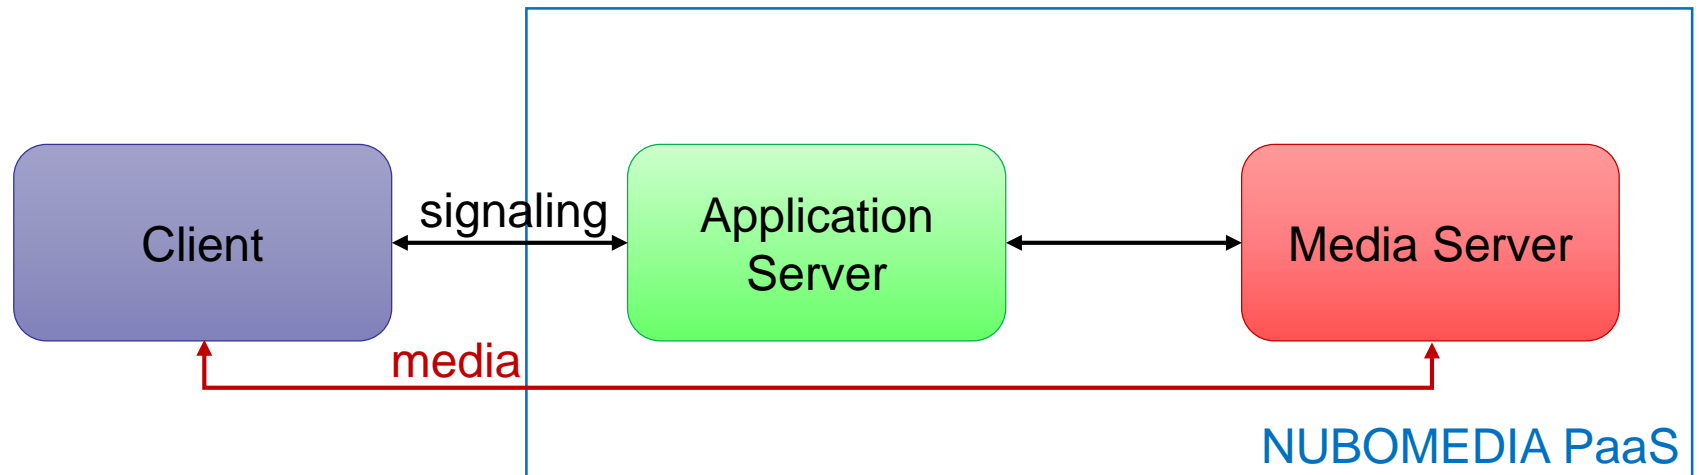 Client
signaling
Application
Server
Media Server
media
NUBOMEDIA PaaS